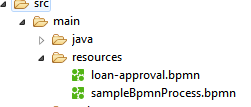 src
main
java
resources
loan-approval.bpmn
sampleBpmnProcess.bpmn